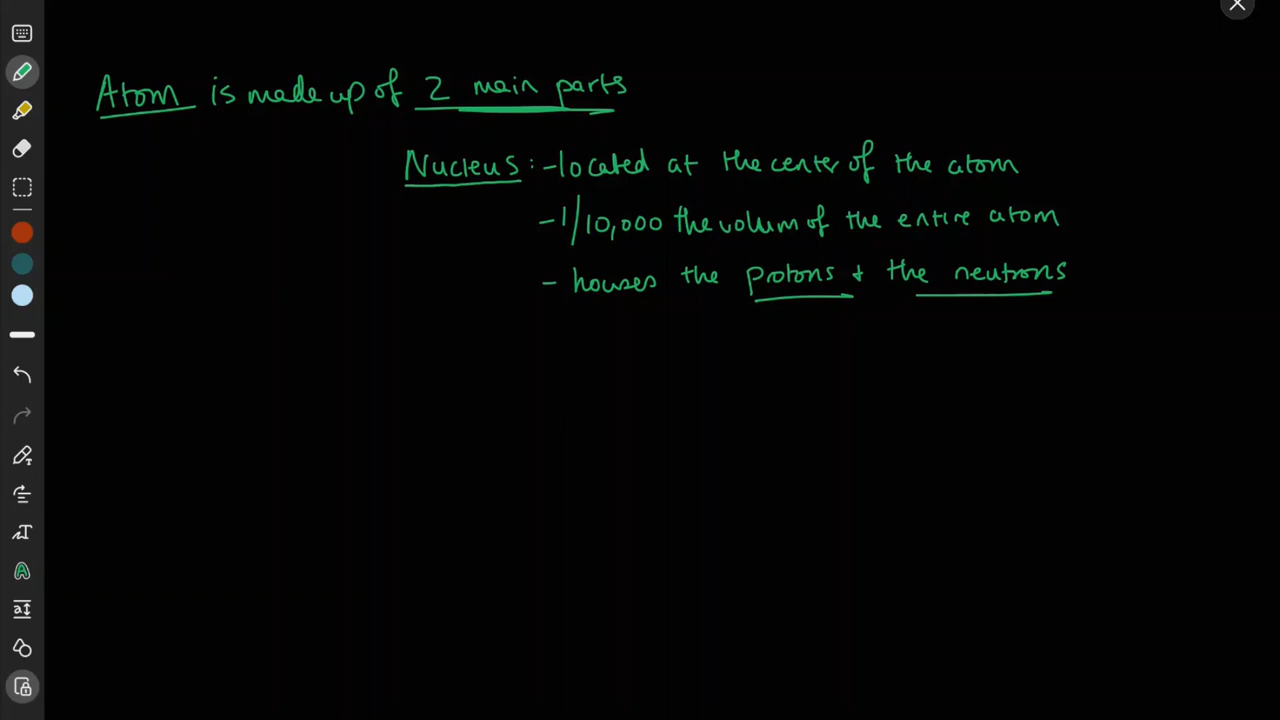 Atom is made up of 2 main parts
Nucleus: - located at the center of the atom
- 1/10,000 the volum of the entire atom
- houses the protons + the neutrons